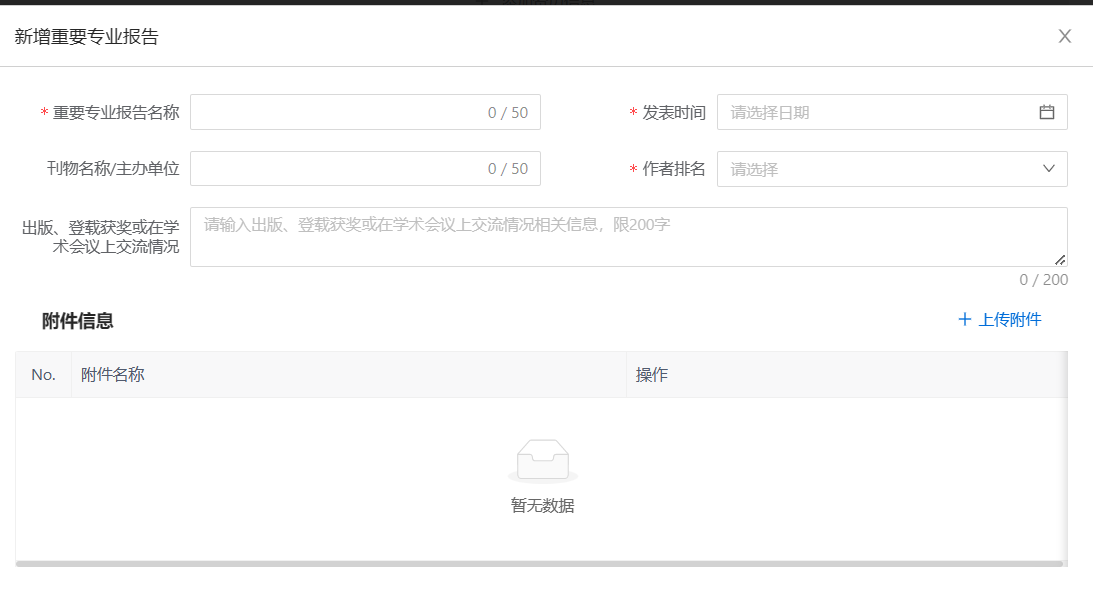 新增重要专业报告
* 重要专业报告名称 0 / 50
* 发表时间 请选择日期
刊物名称/主办单位 0 / 50
* 作者排名 请选择
出版、登载获奖或在学
术会议上交流情况
请输入出版、登载获奖或在学术会议上交流情况相关信息，限200字
0 / 200
附件信息
+ 上传附件
No. 附件名称 操作
暂无数据